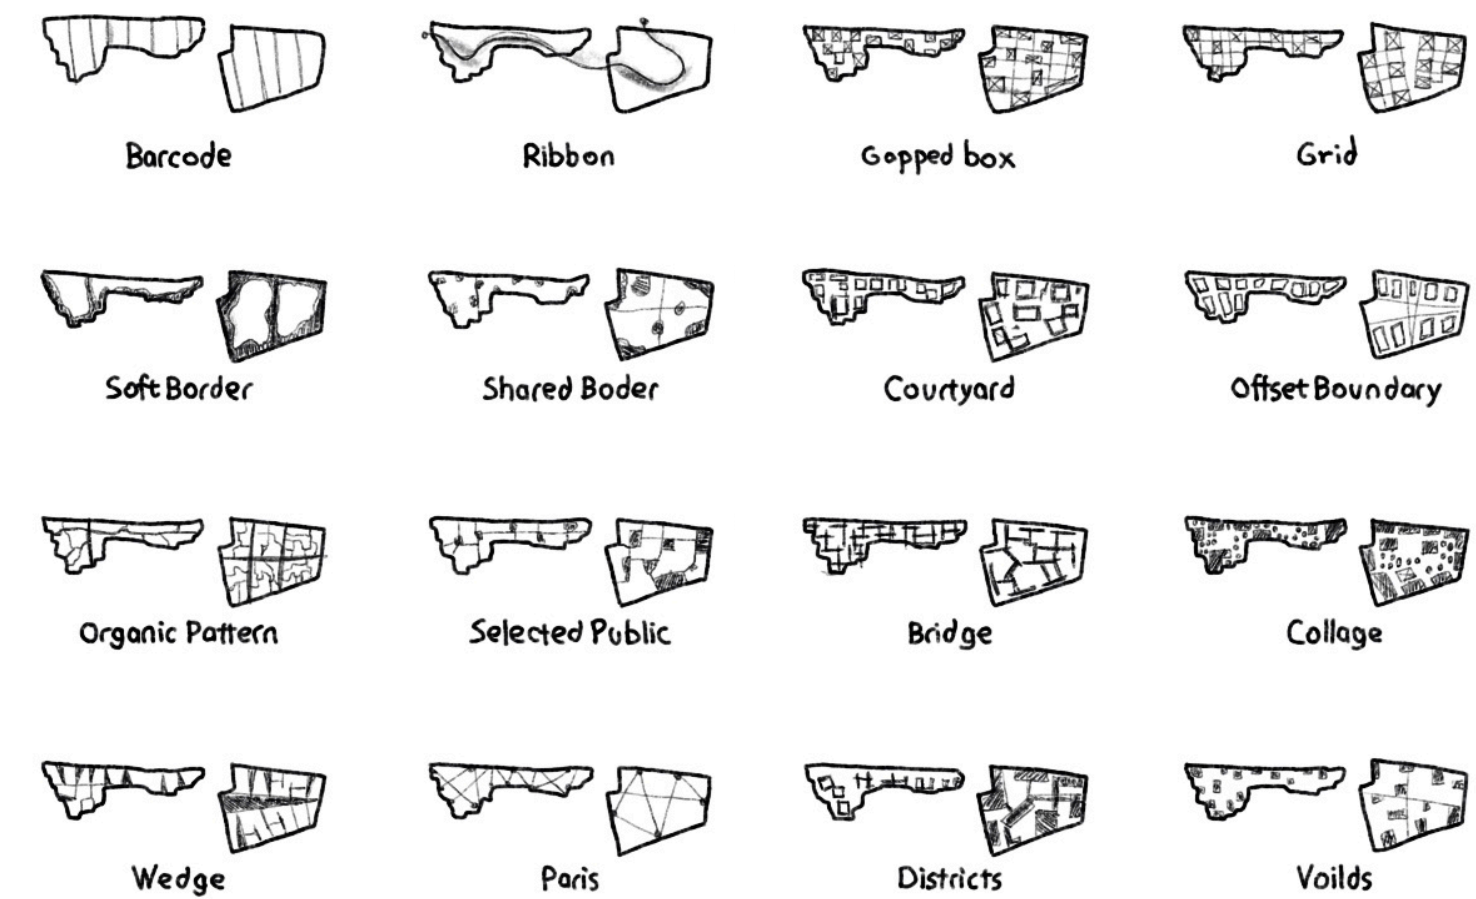 Barcode
Ribbon
Gopped box
Grid
Soft Border
Shared Boder
Courtyard
Offset Boundary
Organic Pattern
Selected Public
Bridge
Collage
Wedge
Paris
Districts
Voilds